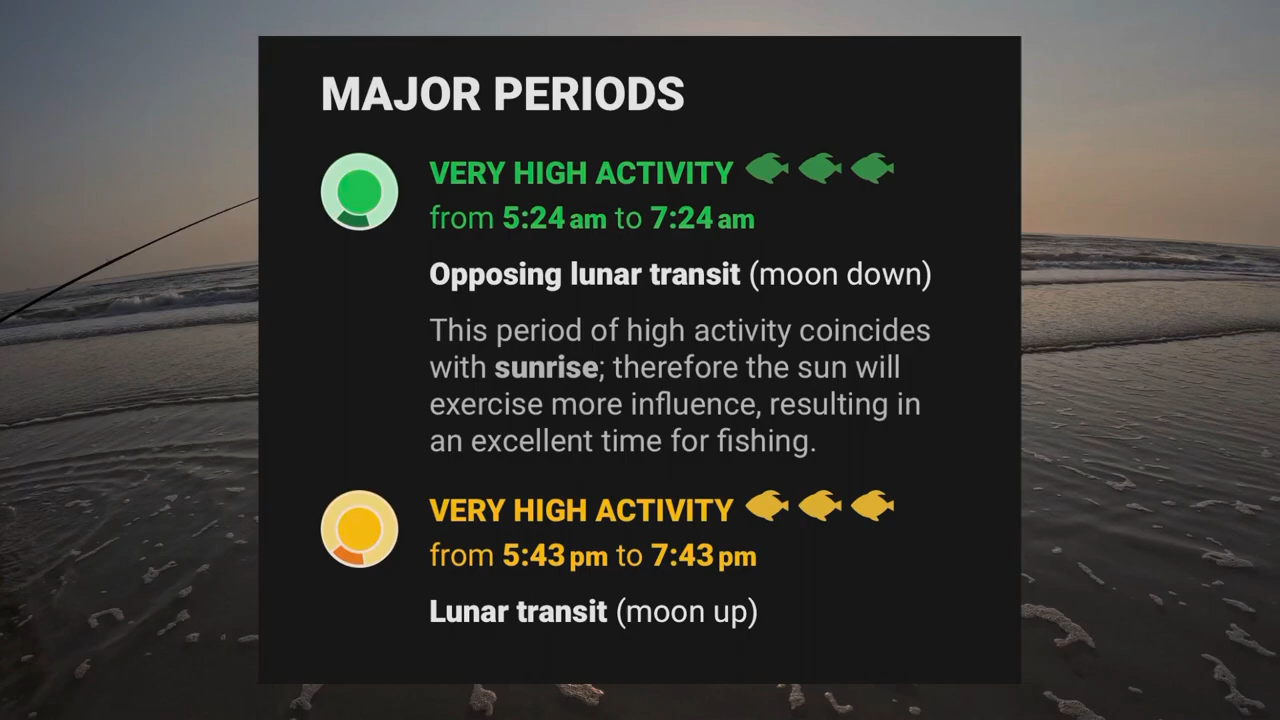 MAJOR PERIODS
VERY HIGH ACTIVITY
from 5:24 am to 7:24 am
Opposing lunar transit (moon down)
This period of high activity coincides
with sunrise; therefore the sun will
exercise more influence, resulting in
an excellent time for fishing.
VERY HIGH ACTIVITY
from 5:43 pm to 7:43 pm
Lunar transit (moon up)